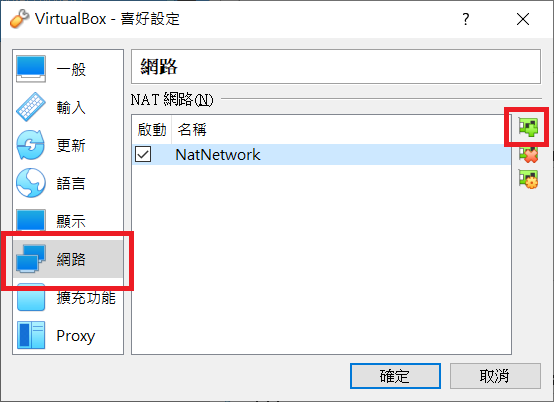 VirtualBox - 喜好設定
?
一般
輸入
更新
語言
顯示
網路
擴充功能
Proxy
網路
NAT 網路(N)
啟動 名稱
NatNetwork
確定 取消